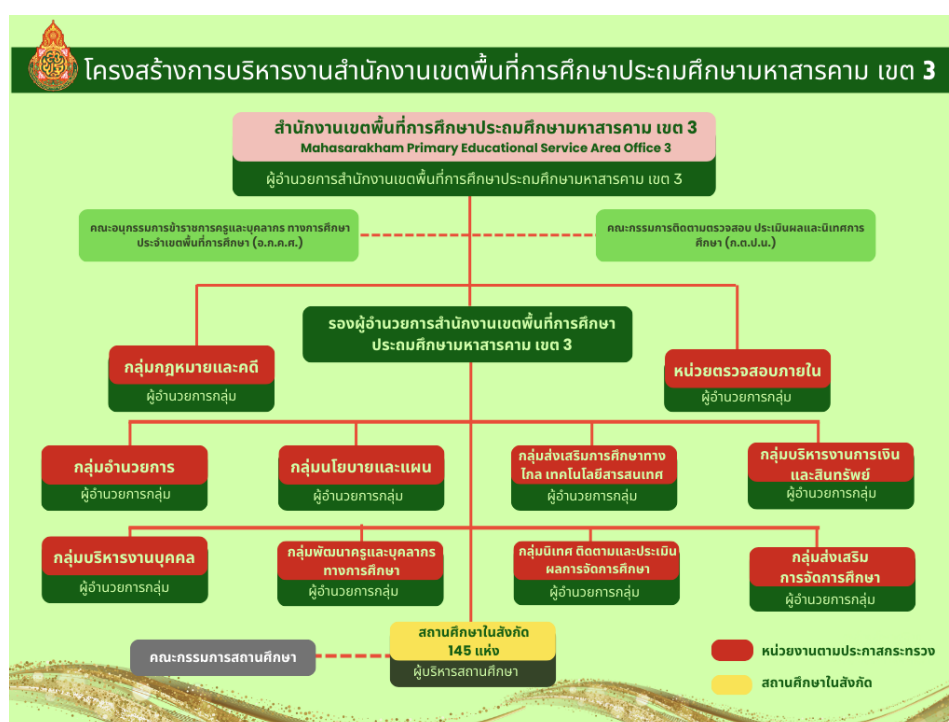 โครงสร้างการบริหารงานสำนักงานเขตพื้นที่การศึกษาประถมศึกษามหาสารคาม เขต 3
สำนักงานเขตพื้นที่การศึกษาประถมศึกษามหาสารคาม เขต 3
Mahasarakham Primary Educational Service Area Office 3
ผู้อำนวยการสำนักงานเขตพื้นที่การศึกษาประถมศึกษามหาสารคาม เขต 3
คณะอนุกรรมการข้าราชการครูและบุคลากร ทางการศึกษา
ประจำเขตพื้นที่การศึกษา (อ.ก.ค.ศ.)
คณะกรรมการติดตามตรวจสอบ ประเมินผลและนิเทศการ
ศึกษา (ก.ต.ป.น.)
รองผู้อำนวยการสำนักงานเขตพื้นที่การศึกษา
ประถมศึกษามหาสารคาม เขต 3
กลุ่มกฎหมายและคดี
ผู้อำนวยการกลุ่ม
หน่วยตรวจสอบภายใน
ผู้อำนวยการกลุ่ม
กลุ่มอำนวยการ
ผู้อำนวยการกลุ่ม
กลุ่มนโยบายและแผน
ผู้อำนวยการกลุ่ม
กลุ่มส่งเสริมการศึกษาทาง
ไกล เทคโนโลยีสารสนเทศ
ผู้อำนวยการกลุ่ม
กลุ่มบริหารงานการเงิน
และสินทรัพย์
ผู้อำนวยการกลุ่ม
กลุ่มบริหารงานบุคคล
ผู้อำนวยการกลุ่ม
กลุ่มพัฒนาครูและบุคลากร
ทางการศึกษา
ผู้อำนวยการกลุ่ม
กลุ่มนิเทศ ติดตามและประเมิน
ผลการจัดการศึกษา
ผู้อำนวยการกลุ่ม
กลุ่มส่งเสริม
การจัดการศึกษา
ผู้อำนวยการกลุ่ม
คณะกรรมการสถานศึกษา
สถานศึกษาในสังกัด
145 แห่ง
ผู้บริหารสถานศึกษา
หน่วยงานตามประกาศกระทรวง
สถานศึกษาในสังกัด